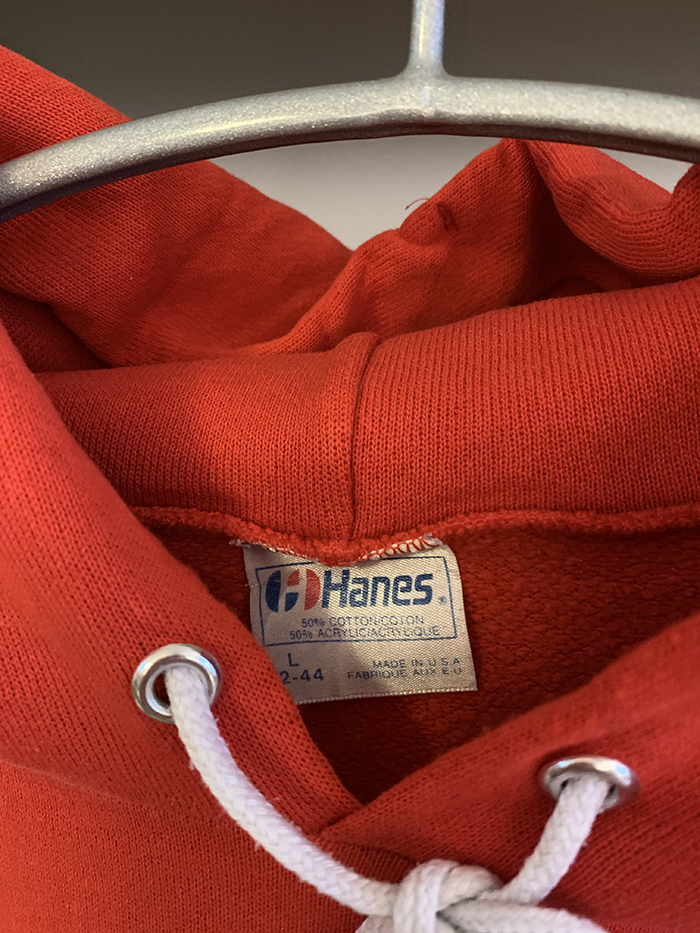 Hanes®
50% COTTON/COTON
50% ACRYLIC/ACRYLIQUE
L
2-44
MADE IN U S A
FABRIQUE AUX E.U